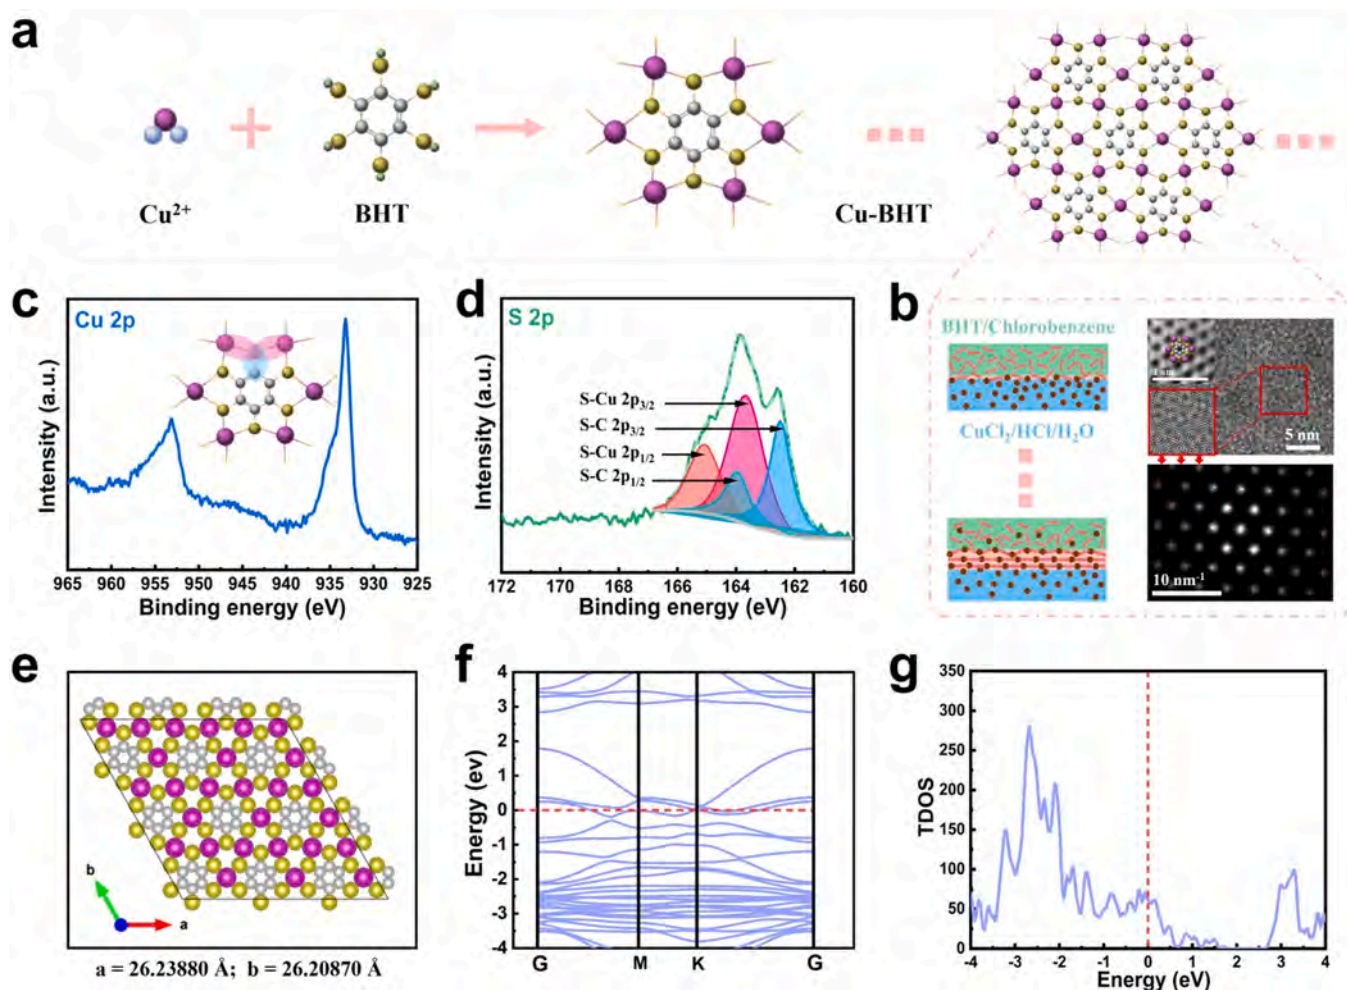 a
Cu²⁺
BHT
Cu-BHT
c
Cu 2p
Intensity (a.u.)
965 960 955 950 945 940 935 930 925
Binding energy (eV)
d
S 2p
S-Cu 2p₃/₂
S-C 2p₃/₂
S-Cu 2p₁/₂
S-C 2p₁/₂
Intensity (a.u.)
172 170 168 166 164 162 160
Binding energy (eV)
b
BHT/Chlorobenzene
CuCl₂/HCl/H₂O
5 nm
10 nm⁻¹
e
b
a
a = 26.23880 Å; b = 26.20870 Å
f
Energy (ev)
4
3
2
1
0
-1
-2
-3
-4
G M K G
g
TDOS
350
300
250
200
150
100
50
0
-4 -3 -2 -1 0 1 2 3 4
Energy (eV)